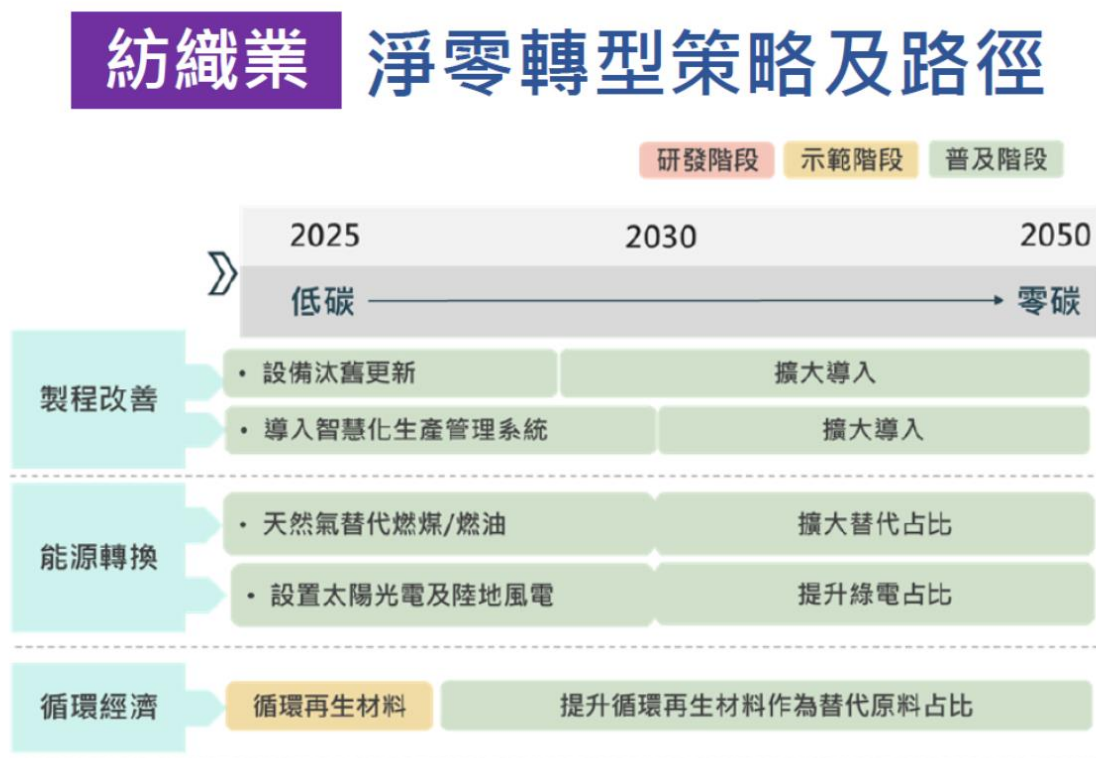 紡織業 淨零轉型策略及路徑
研發階段 示範階段 普及階段
2025 2030 2050
低碳 零碳
製程改善
• 設備汰舊更新 擴大導入
• 導入智慧化生產管理系統 擴大導入
能源轉換
• 天然氣替代燃煤/燃油 擴大替代占比
• 設置太陽光電及陸地風電 提升綠電占比
循環經濟
循環再生材料 提升循環再生材料作為替代原料占比